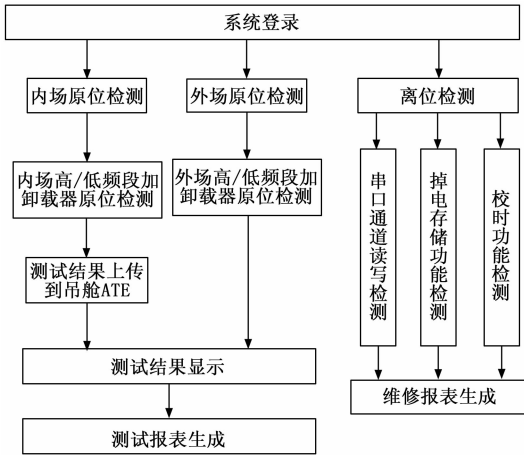 系统登录
内场原位检测
外场原位检测
离位检测
内场高/低频段加
卸载器原位检测
外场高/低频段加
卸载器原位检测
串口通道读写检测
掉电存储功能检测
校时功能检测
测试结果上传
到吊舱ATE
测试结果显示
维修报表生成
测试报表生成